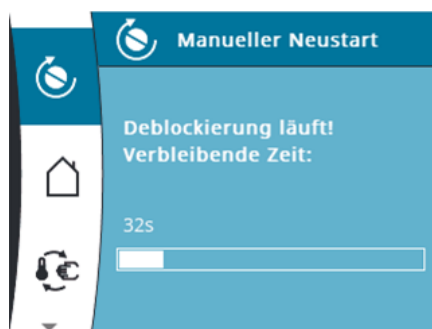 Manueller Neustart
Deblockierung läuft!
Verbleibende Zeit:
32s